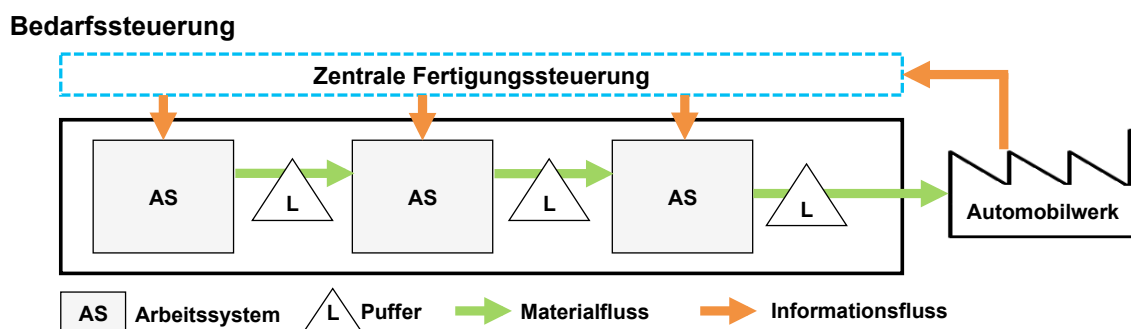 Bedarfssteuerung
Zentrale Fertigungssteuerung
AS
L
AS
L
AS
L
Automobilwerk
AS Arbeitssystem L Puffer Materialfluss Informationsfluss